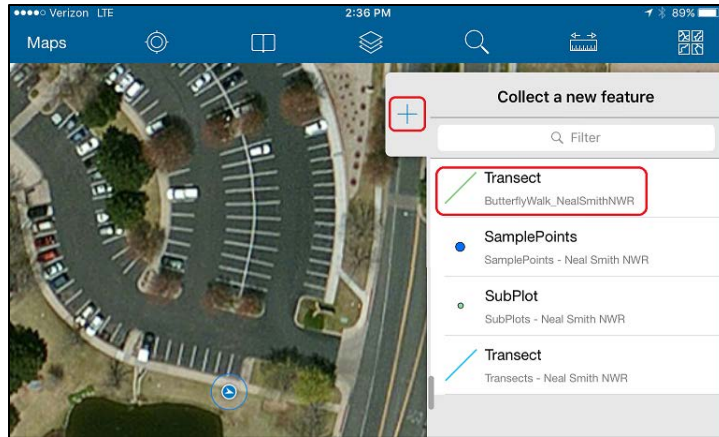 Verizon LTE 2:36 PM 89%
Maps
Collect a new feature
Filter
Transect
ButterflyWalk_NealSmithNWR
SamplePoints
SamplePoints - Neal Smith NWR
SubPlot
SubPlots - Neal Smith NWR
Transect
Transects - Neal Smith NWR